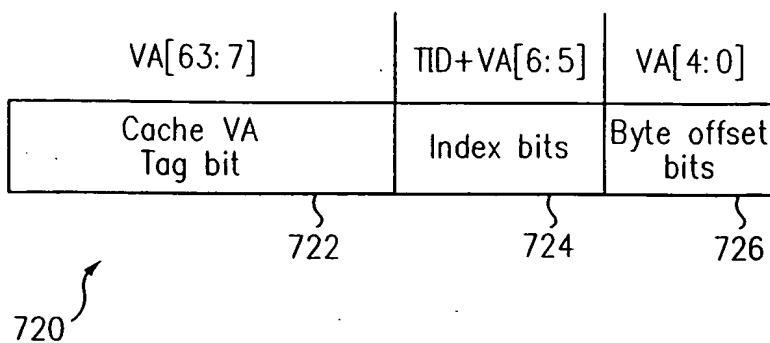 VA[63:7] TID+VA[6:5] VA[4:0]
Cache VA
Tag bit
Index bits
Byte offset
bits
722 724 726
720